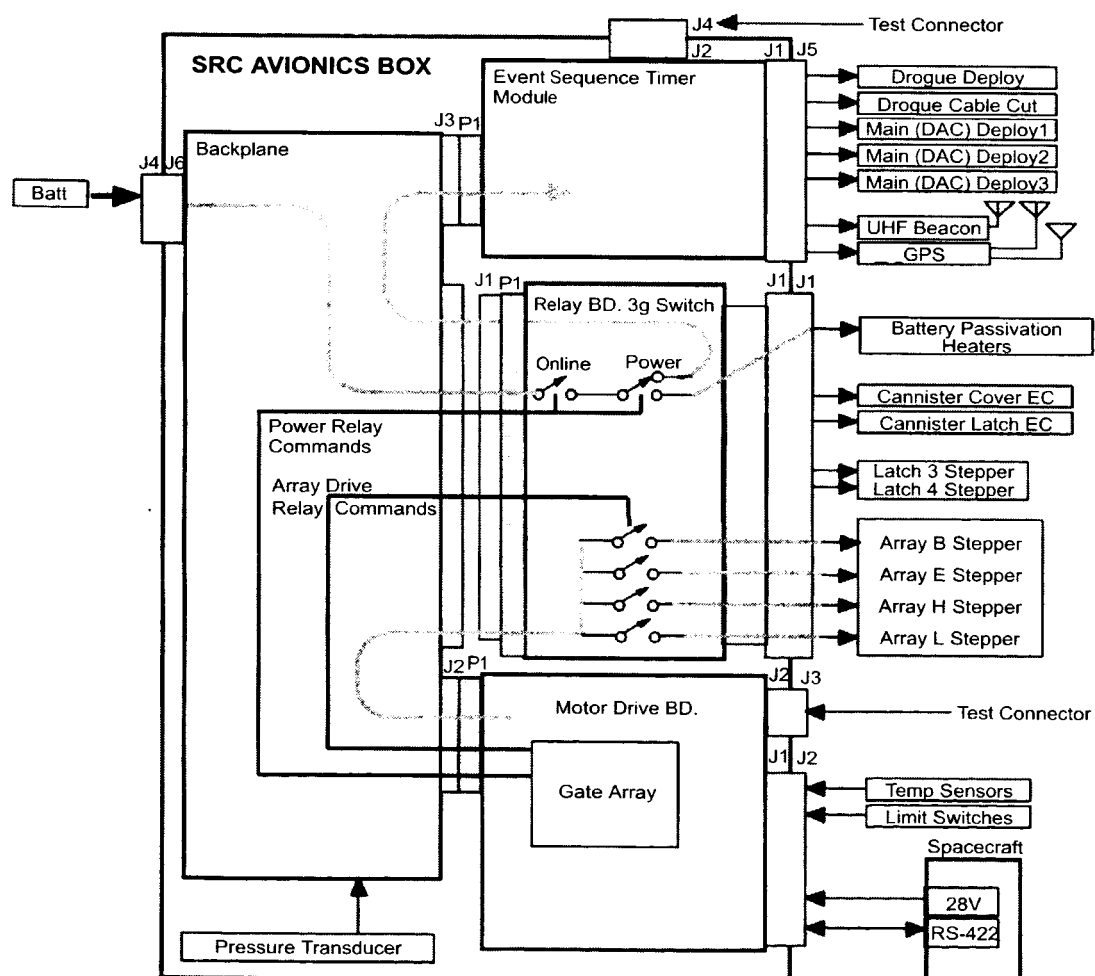 J4
Test Connector
J2
J1 J5
SRC AVIONICS BOX
Event Sequence Timer
Module
Drogue Deploy
Drogue Cable Cut
J3 P1
Main (DAC) Deploy1
Backplane
Main (DAC) Deploy2
J4 J6
Main (DAC) Deploy3
Batt
UHF Beacon
GPS
J1 P1
J1 J1
Relay BD. 3g Switch
Battery Passivation
Heaters
Online
Power
Cannister Cover EC
Power Relay
Commands
Cannister Latch EC
Latch 3 Stepper
Latch 4 Stepper
Array Drive
Relay Commands
Array B Stepper
Array E Stepper
Array H Stepper
Array L Stepper
J2 P1
J2 J3
Motor Drive BD.
Test Connector
J1 J2
Gate Array
Temp Sensors
Limit Switches
Spacecraft
28V
RS-422
Pressure Transducer